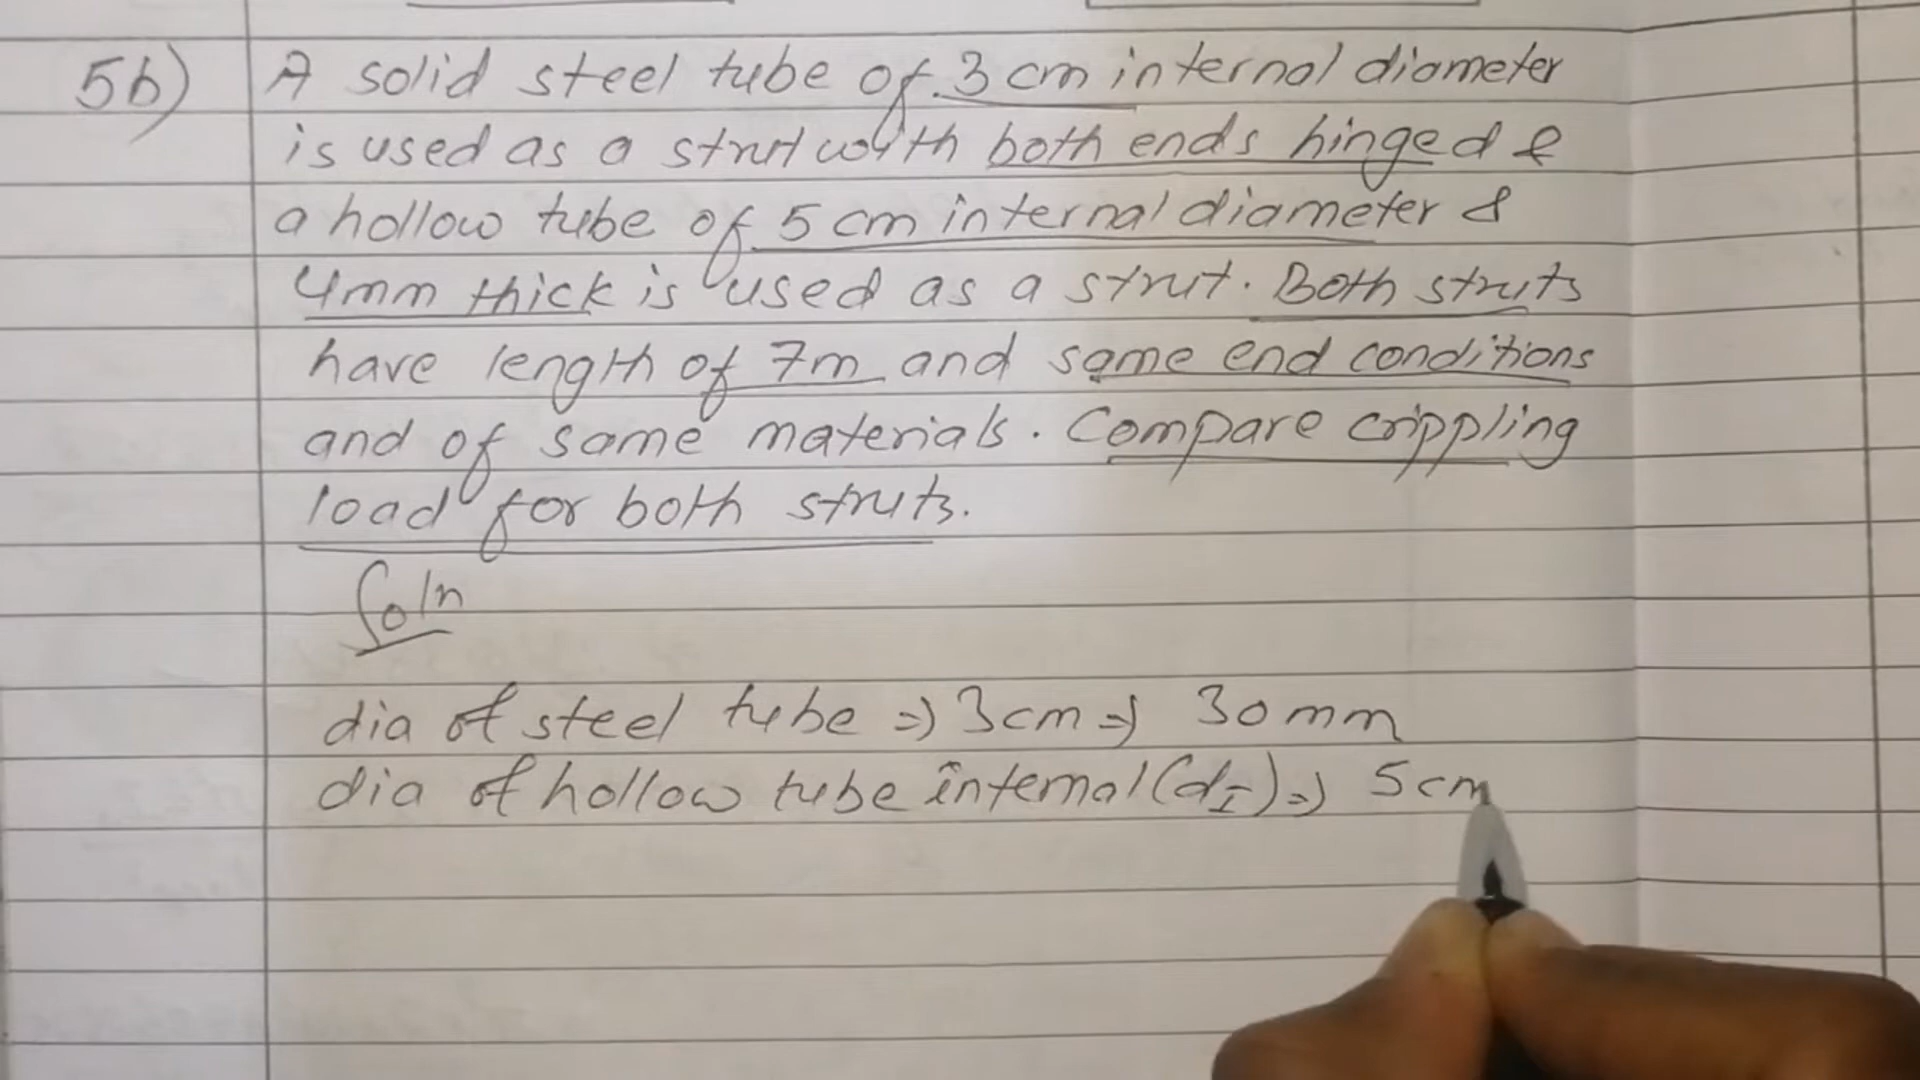 5b) A solid steel tube of 3 cm internal diameter
is used as a strut with both ends hinged &
a hollow tube of 5 cm internal diameter &
4mm thick is used as a strut. Both struts
have length of 7m and same end conditions
and of same materials. Compare crippling
load for both struts.
Soln
dia of steel tube => 3cm => 30mm
dia of hollow tube internal (dI) => 5cm